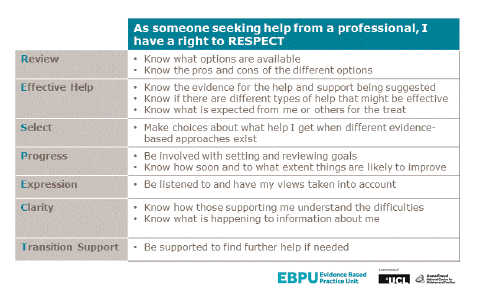 As someone seeking help from a professional, I
have a right to RESPECT
Review
• Know what options are available
• Know the pros and cons of the different options
Effective Help
• Know the evidence for the help and support being suggested
• Know if there are different types of help that might be effective
• Know what is expected from me or others for the treat
Select
• Make choices about what help I get when different evidence-
based approaches exist
Progress
• Be involved with setting and reviewing goals
• Know how soon and to what extent things are likely to improve
Expression
• Be listened to and have my views taken into account
Clarity
• Know how those supporting me understand the difficulties
• Know what is happening to information about me
Transition Support
• Be supported to find further help if needed
EBPU Evidence Based
Practice Unit
UCL
Anna Freud